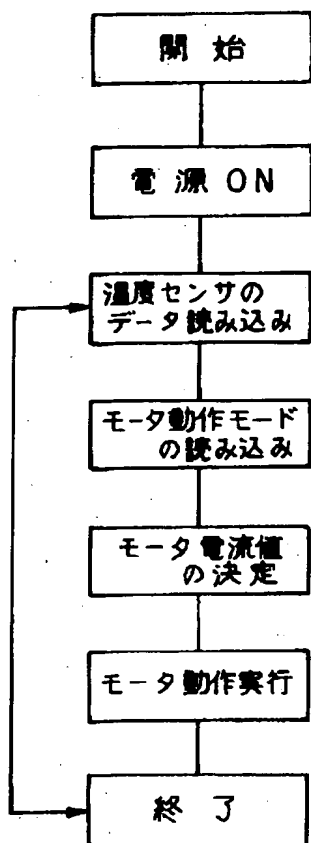 開始
電源ON
温度センサの
データ読み込み
モータ動作モード
の読み込み
モータ電流値
の決定
モータ動作実行
終了